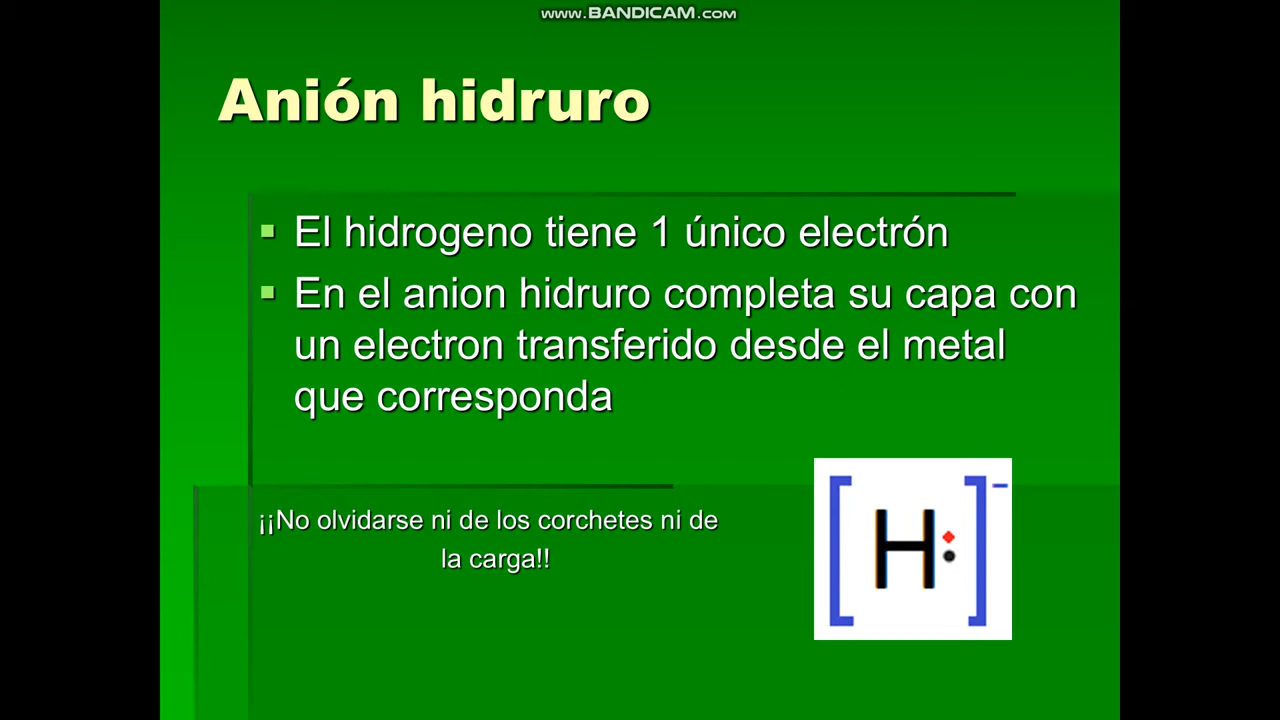 www.BANDICAM.com
Anión hidruro
El hidrogeno tiene 1 único electrón
En el anion hidruro completa su capa con
un electron transferido desde el metal
que corresponda
¡¡No olvidarse ni de los corchetes ni de
la carga!!
[H:]⁻